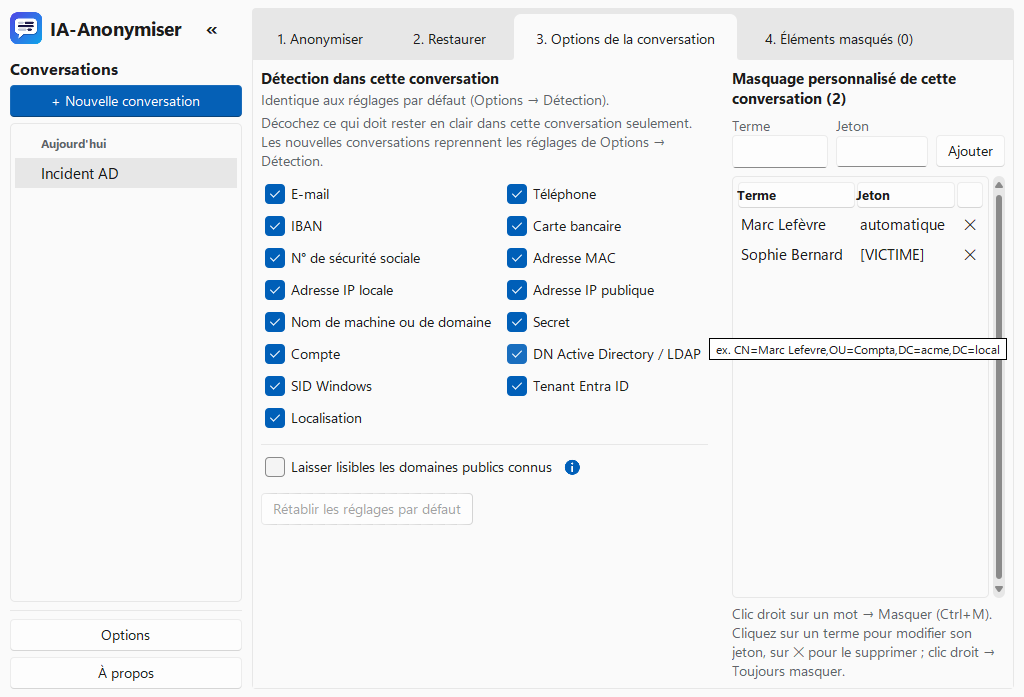 IA-Anonymiser «
Conversations
+ Nouvelle conversation
Aujourd'hui
Incident AD
Options
À propos
1. Anonymiser
2. Restaurer
3. Options de la conversation
4. Éléments masqués (0)
Détection dans cette conversation
Identique aux réglages par défaut (Options → Détection).
Décochez ce qui doit rester en clair dans cette conversation seulement.
Les nouvelles conversations reprennent les réglages de Options →
Détection.
E-mail
Téléphone
IBAN
Carte bancaire
N° de sécurité sociale
Adresse MAC
Adresse IP locale
Adresse IP publique
Nom de machine ou de domaine
Secret
Compte
DN Active Directory / LDAP
SID Windows
Tenant Entra ID
Localisation
Laisser lisibles les domaines publics connus
Rétablir les réglages par défaut
Masquage personnalisé de cette
conversation (2)
Terme Jeton
Ajouter
Terme Jeton
Marc Lefèvre automatique ×
Sophie Bernard [VICTIME] ×
ex. CN=Marc Lefevre,OU=Compta,DC=acme,DC=local
Clic droit sur un mot → Masquer (Ctrl+M).
Cliquez sur un terme pour modifier son
jeton, sur × pour le supprimer ; clic droit →
Toujours masquer.